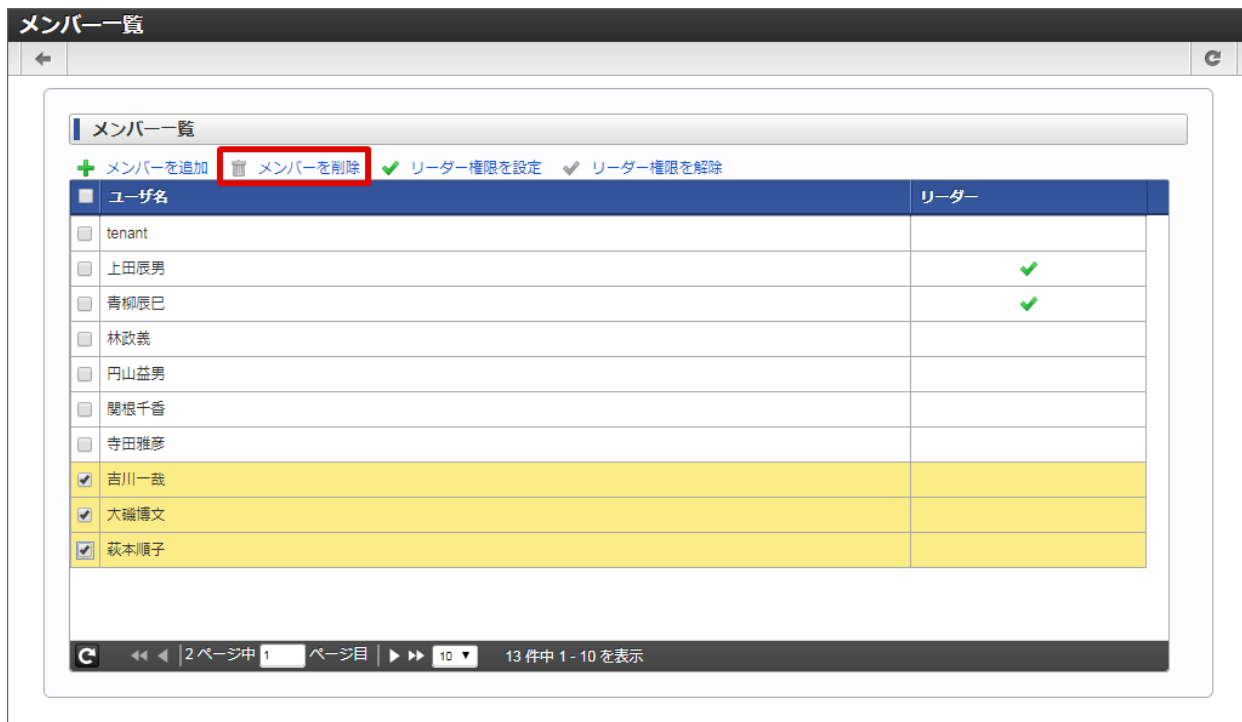 メンバー一覧
メンバー一覧
メンバーを追加 メンバーを削除 リーダー権限を設定 リーダー権限を解除
ユーザ名 リーダー
tenant
上田辰男
青柳辰巳
林政義
円山益男
関根千香
寺田雅彦
吉川一哉
大磯博文
萩本順子
2 ページ中 1 ページ目 10 13 件中 1 - 10 を表示